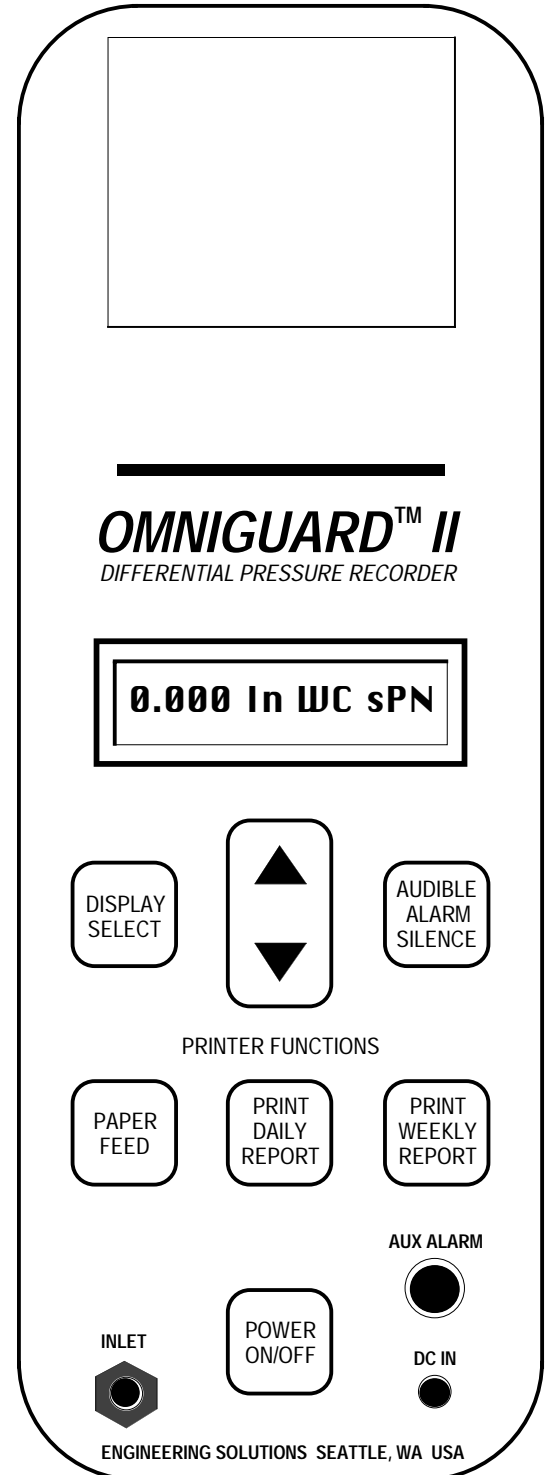 OMNIGUARD™ II
DIFFERENTIAL PRESSURE RECORDER
0.000 In WC sPN
DISPLAY
SELECT
AUDIBLE
ALARM
SILENCE
PRINTER FUNCTIONS
PAPER
FEED
PRINT
DAILY
REPORT
PRINT
WEEKLY
REPORT
AUX ALARM
INLET
POWER
ON/OFF
DC IN
ENGINEERING SOLUTIONS SEATTLE, WA USA